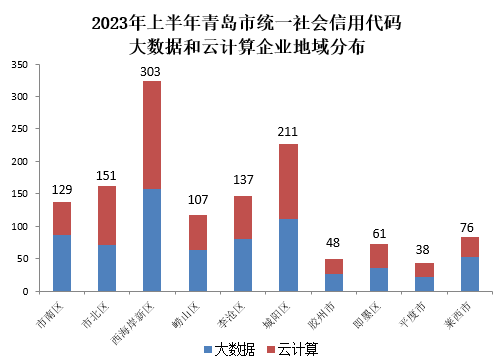 2023年上半年青岛市统一社会信用代码
大数据和云计算企业地域分布
350
300
250
200
150
100
50
0
129
151
303
107
137
211
48
61
38
76
市南区
市北区
西海岸新区
崂山区
李沧区
城阳区
胶州市
即墨区
平度市
莱西市
大数据 云计算